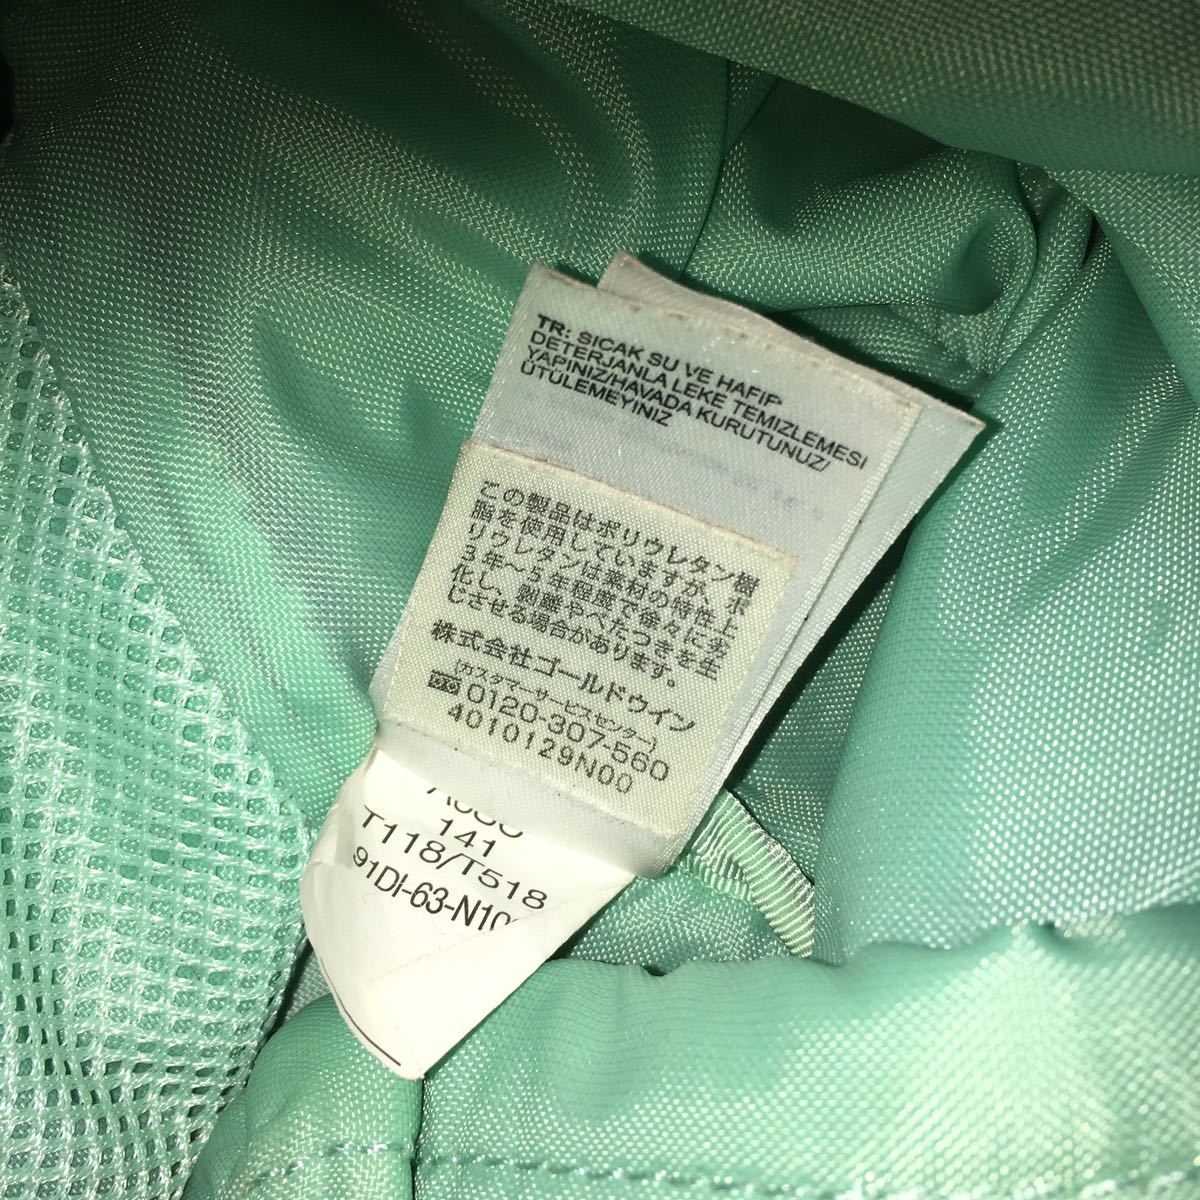 TR: SICAK SU VE HAFIP
DETERJANLA LEKE TEMIZLEMESI
YAPINIZ/HAVADA KURUTUNUZ/
ÜTÜLEMEYINIZ
この製品はポリウレタン樹
脂を使用していますが、ポ
リウレタンは素材の特性上
3年～5年程度で徐々に劣
化し、剥離やべたつきを生
じさせる場合があります。
株式会社ゴールドウイン
(カスタマーサービスセンター)
0120-307-560
4010129N00
141
T118/T518
91DI-63-N10